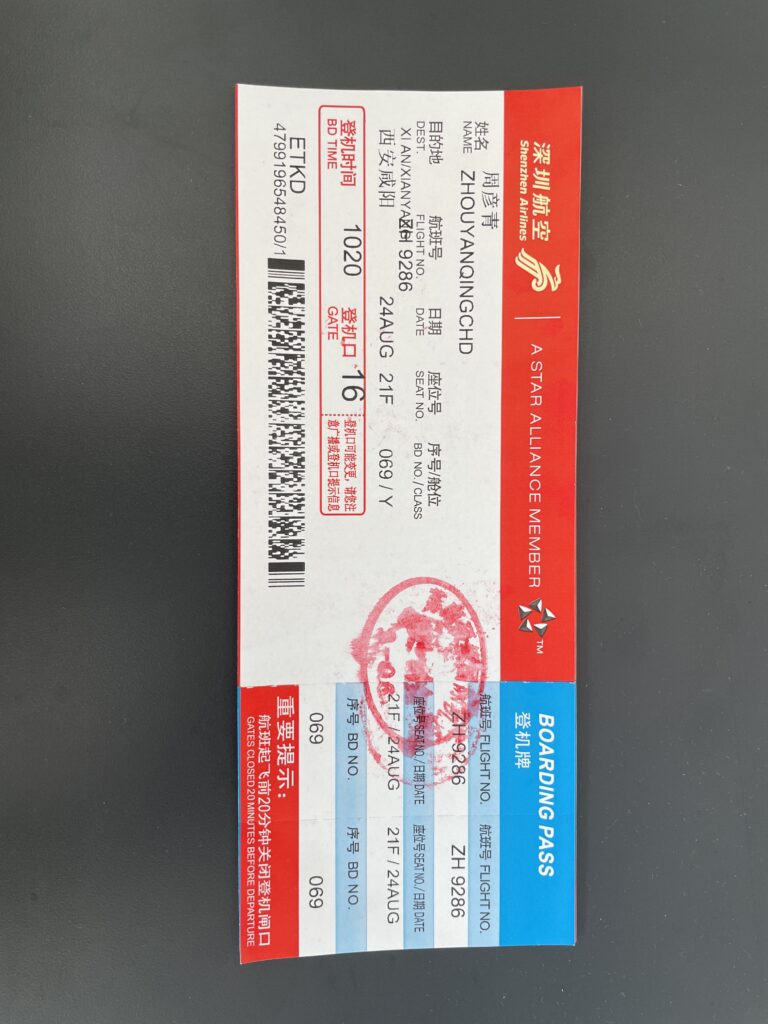 深圳航空
Shenzhen Airlines
A STAR ALLIANCE MEMBER
TM
姓名 周彦青
NAME ZHOUYANQINGCHD
目的地 航班号 日期 座位号 序号/舱位
DEST. FLIGHT NO. DATE SEAT NO. BD NO./CLASS
XI AN/XIANYANG ZH 9286
西安咸阳 24AUG 21F 069 / Y
登机时间 1020 登机口 16
BD TIME GATE
登机口可能变更，请您注
意广播或登机口提示信息
ETKD
4799196548450/1
BOARDING PASS
登机牌
航班号 FLIGHT NO. 航班号 FLIGHT NO.
ZH 9286 ZH 9286
座位号 SEAT NO. / 日期 DATE 座位号 SEAT NO. / 日期 DATE
21F / 24AUG 21F / 24AUG
序号 BD NO. 序号 BD NO.
069 069
重要提示：
航班起飞前20分钟关闭登机闸口
GATES CLOSED 20 MINUTES BEFORE DEPARTURE